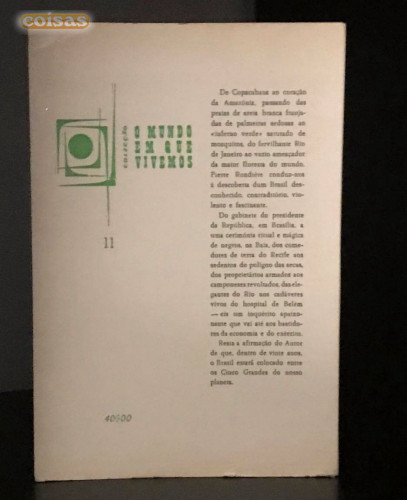 coisas
colecção
O MUNDO
EM QUE
VIVEMOS
11
40$00
De Copacabana ao coração
da Amazónia, passando das
praias de areia branca franja-
das de palmeiras sedosas ao
«inferno verde» saturado de
mosquitos, do fervilhante Rio
de Janeiro ao vazio ameaçador
da maior floresta do mundo,
Pierre Rondière conduz-nos
à descoberta dum Brasil des-
conhecido, contraditório, vio-
lento e fascinante.
Do gabinete do presidente
da República, em Brasília, a
uma cerimónia ritual e mágica
de negros, na Baía, dos come-
dores de terra do Recife aos
sedentos do polígno das secas,
dos proprietários armados aos
camponeses revoltados, das ele-
gantes do Rio aos cadáveres
vivos do hospital de Belém
— eis um inquérito apaixo-
nante que vai até aos bastido-
res da economia e do exército.
Resta a afirmação do Autor
de que, dentro de vinte anos,
o Brasil estará colocado entre
os Cinco Grandes do nosso
planeta.